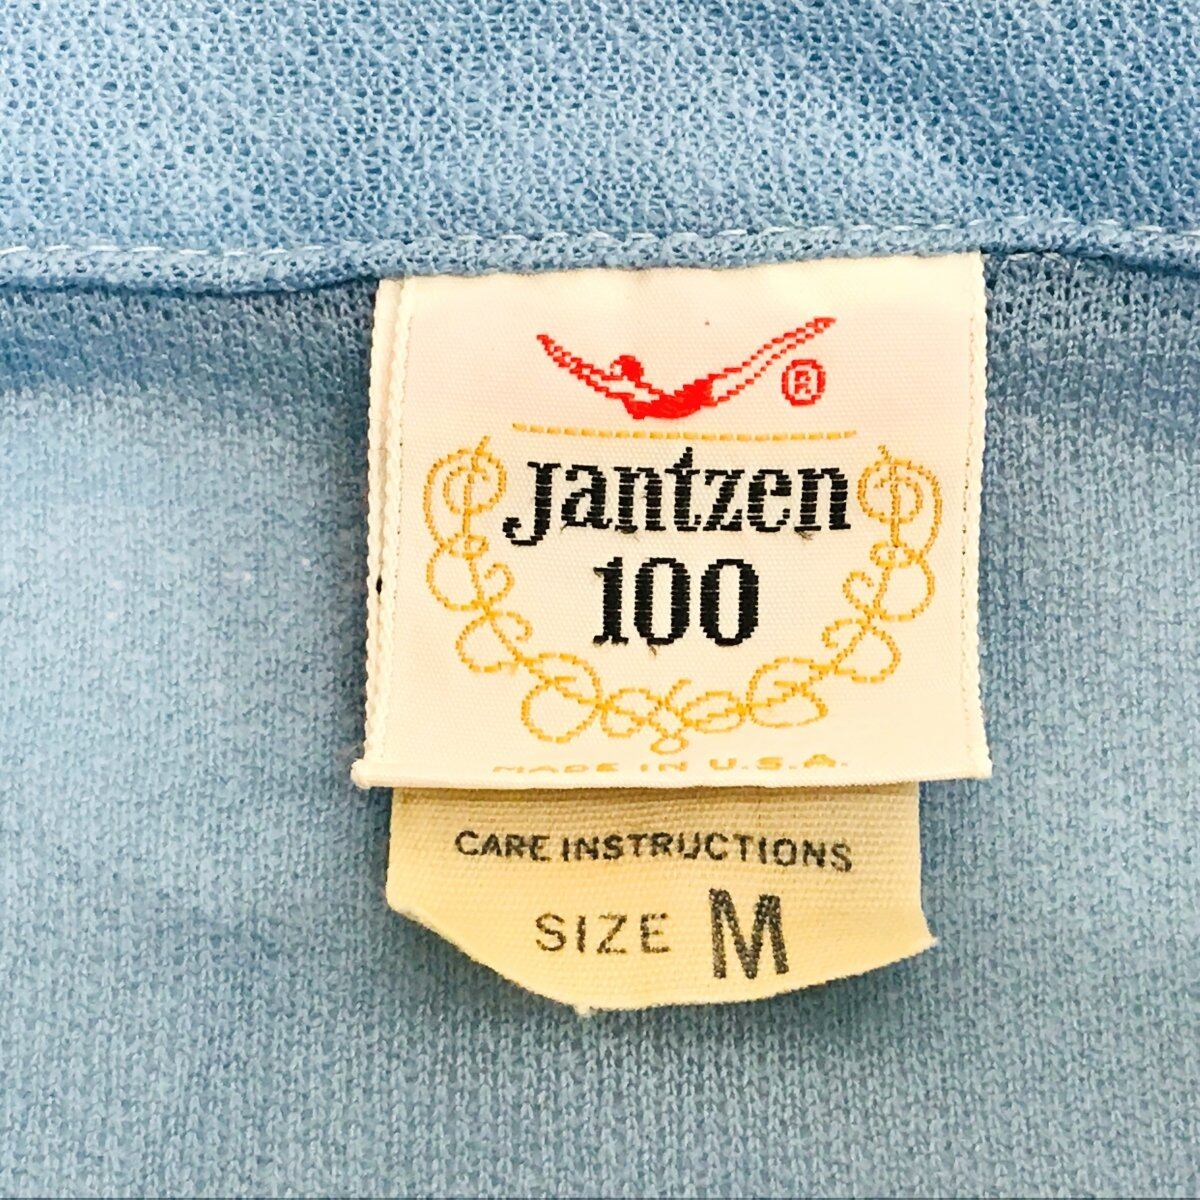 ®
Jantzen
100
MADE IN U.S.A.
CARE INSTRUCTIONS
SIZE M